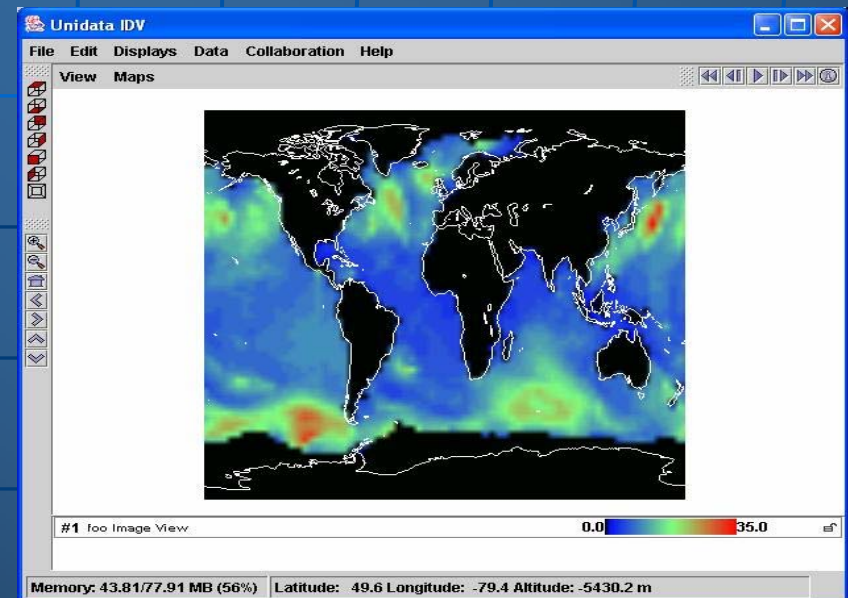 Unidata IDV
File Edit Displays Data Collaboration Help
View Maps
#1 foo Image View 0.0 35.0
Memory: 43.81/77.91 MB (56%) Latitude: 49.6 Longitude: -79.4 Altitude: -5430.2 m